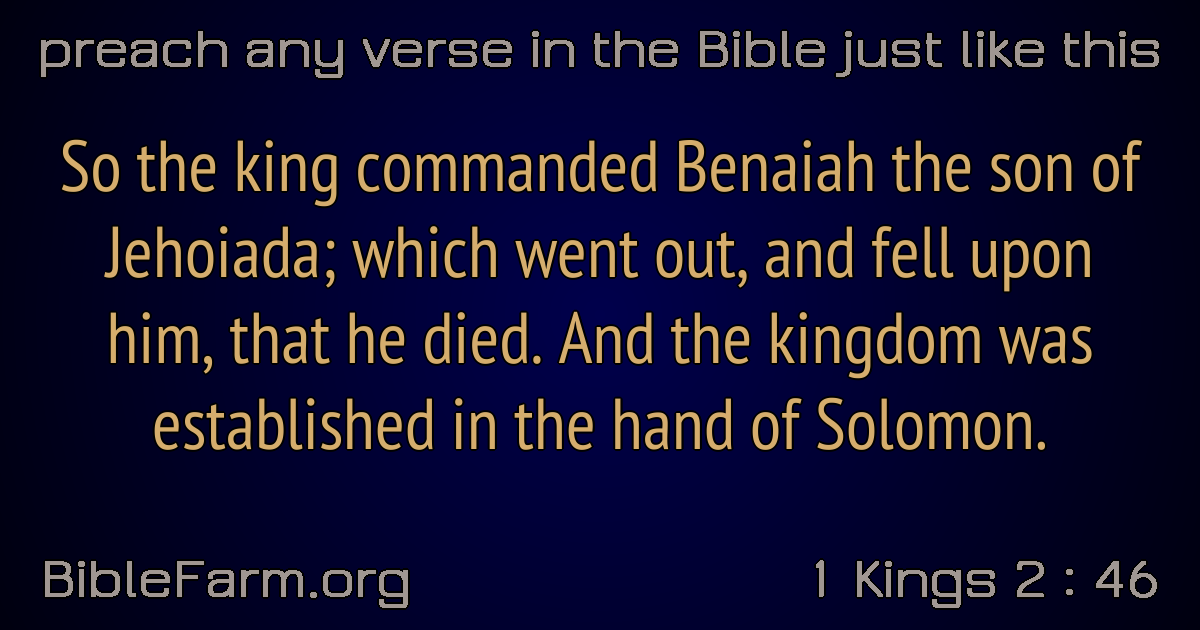 preach any verse in the Bible just like this
So the king commanded Benaiah the son of
Jehoiada; which went out, and fell upon
him, that he died. And the kingdom was
established in the hand of Solomon.
BibleFarm.org
1 Kings 2 : 46